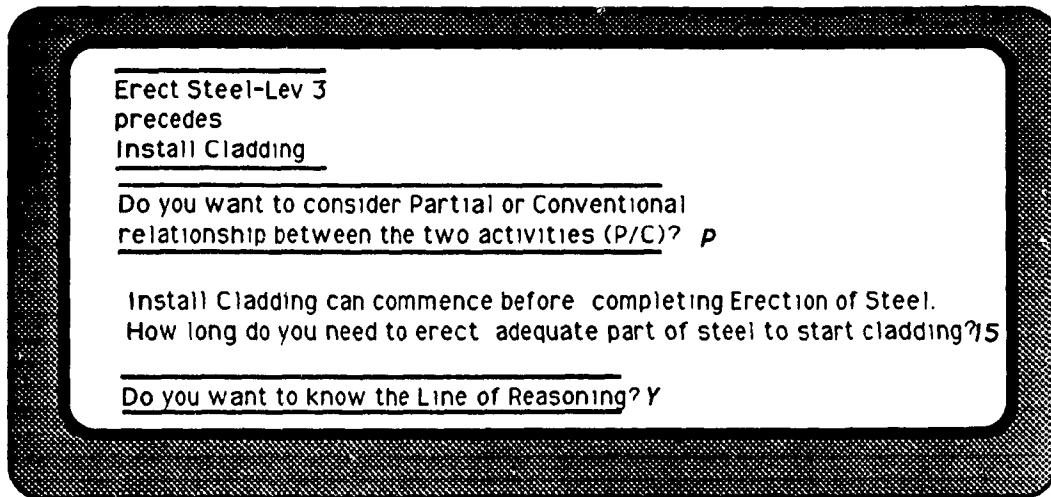 Erect Steel-Lev 3
precedes
Install Cladding
Do you want to consider Partial or Conventional
relationship between the two activities (P/C)? P
Install Cladding can commence before completing Erection of Steel.
How long do you need to erect adequate part of steel to start cladding?15
Do you want to know the Line of Reasoning? Y